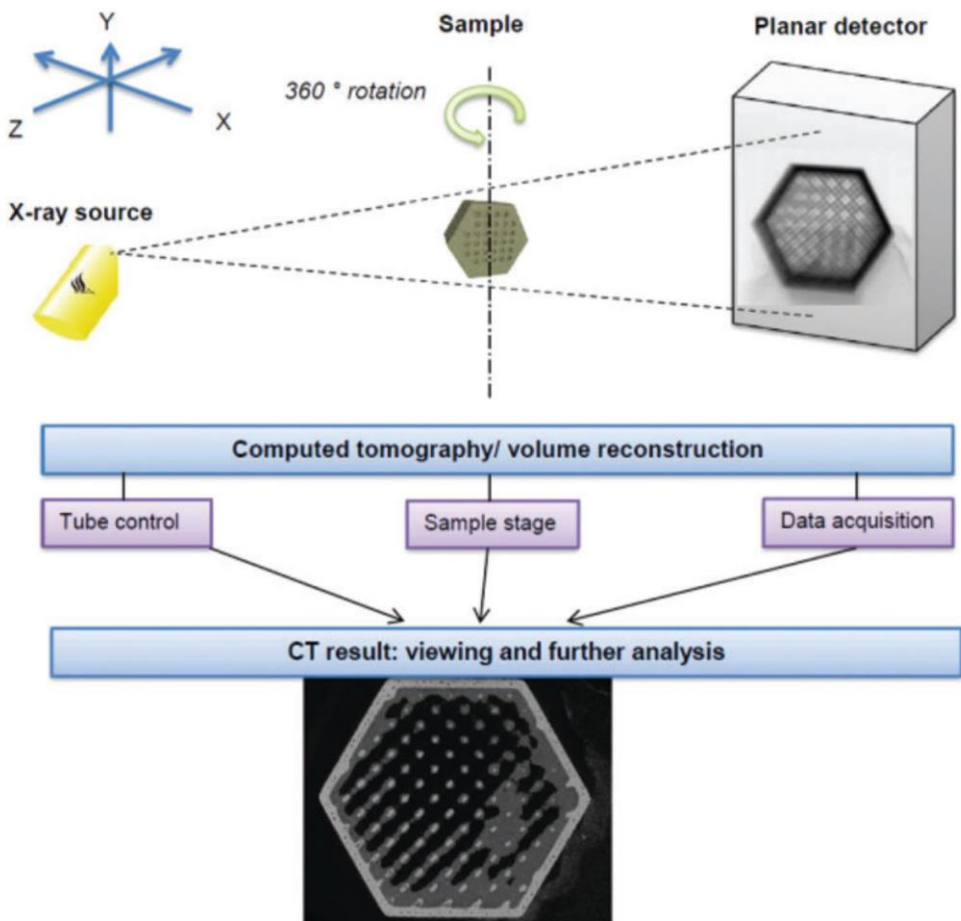 Y
Z
X
Sample
360 ° rotation
Planar detector
X-ray source
Computed tomography/ volume reconstruction
Tube control
Sample stage
Data acquisition
CT result: viewing and further analysis